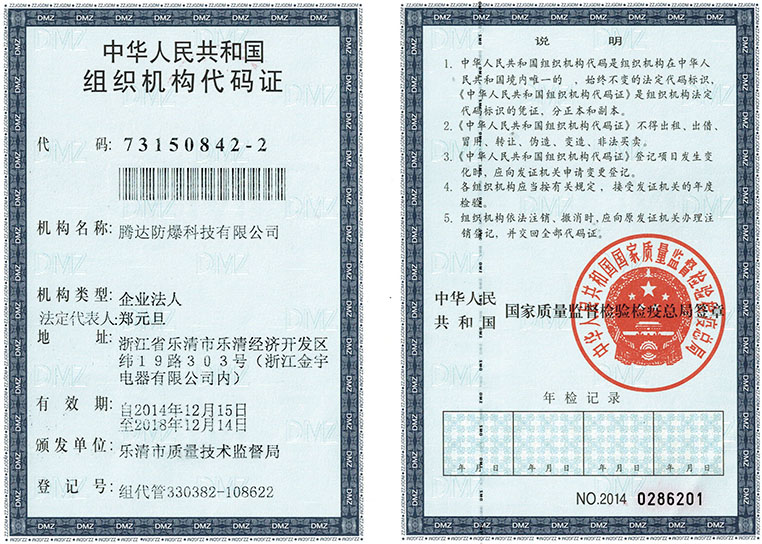 中华人民共和国
组织机构代码证
代 码: 73150842-2
机构名称: 腾达防爆科技有限公司
机构类型: 企业法人
法定代表人:郑元旦
地 址: 浙江省乐清市乐清经济开发区
纬19路303号（浙江金宇
电器有限公司内）
有 效 期: 自2014年12月15日
至2018年12月14日
颁发单位: 乐清市质量技术监督局
登 记 号: 组代管330382-108622
说 明
1. 中华人民共和国组织机构代码是组织机构在中华人
民共和国境内唯一的 、始终不变的法定代码标识，
《中华人民共和国组织机构代码证》是组织机构法定
代码标识的凭证、分正本和副本。
2. 《中华人民共和国组织机构代码证》不得出租、出借、
冒用、转让、伪造、变造、非法买卖。
3. 《中华人民共和国组织机构代码证》登记项目发生变
化时、应向发证机关申请变更登记。
4. 各组织机构应当按有关规定、接受发证机关的年度
检验。
5. 组织机构依法注销、撤消时，应向原发证机关办理注
销登记、并交回全部代码证。
中华人民
共和国 国家质量监督检验检疫总局签章
中华人民共和国国家质量监督检验检疫总局
年检记录
年 月 日 年 月 日 年 月 日 年 月 日
NO.2014 0286201
DMZ